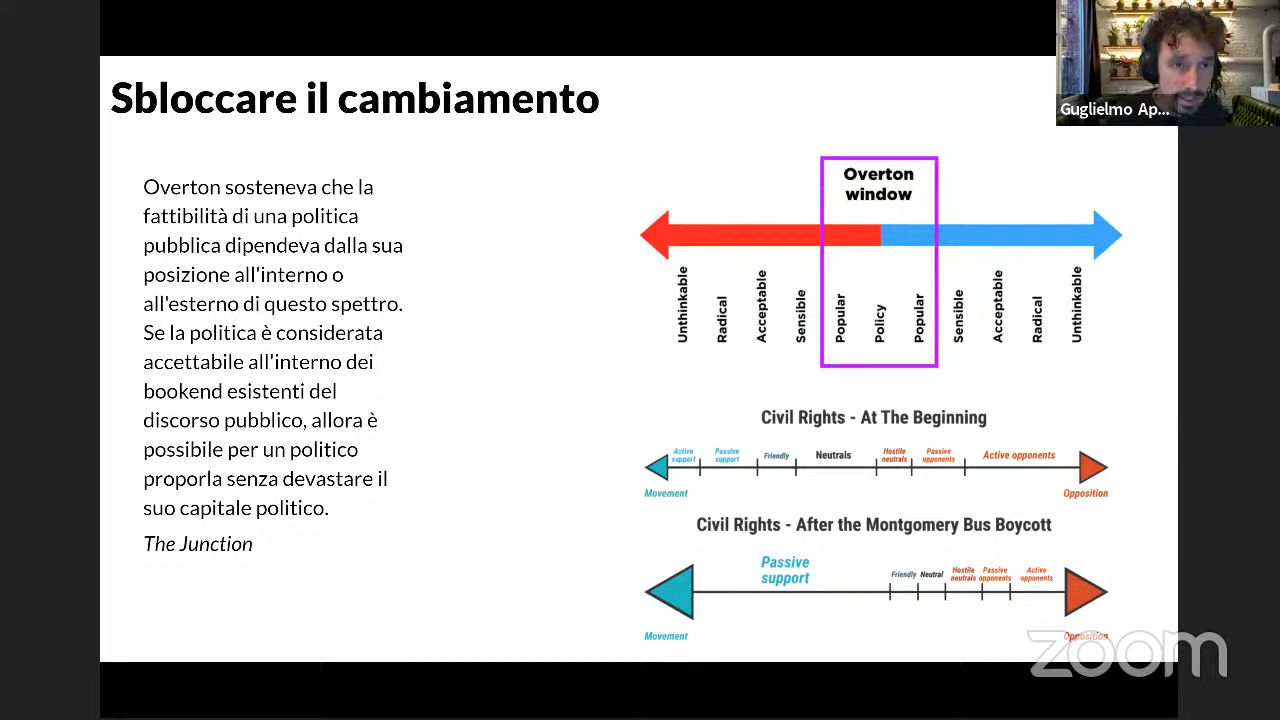 Sbloccare il cambiamento
Guglielmo Ap...
Overton sosteneva che la
fattibilità di una politica
pubblica dipendeva dalla sua
posizione all'interno o
all'esterno di questo spettro.
Se la politica è considerata
accettabile all'interno dei
bookend esistenti del
discorso pubblico, allora è
possibile per un politico
proporla senza devastare il
suo capitale politico.
The Junction
Overton
window
Unthinkable
Radical
Acceptable
Sensible
Popular
Policy
Popular
Sensible
Acceptable
Radical
Unthinkable
Civil Rights - At The Beginning
Active
support
Passive
support
Friendly
Neutrals
Hostile
neutrals
Passive
opponents
Active opponents
Movement
Opposition
Civil Rights - After the Montgomery Bus Boycott
Passive
support
Friendly
Neutral
Hostile
neutrals
Passive
opponents
Active
opponents
Movement
Opposition
zoom